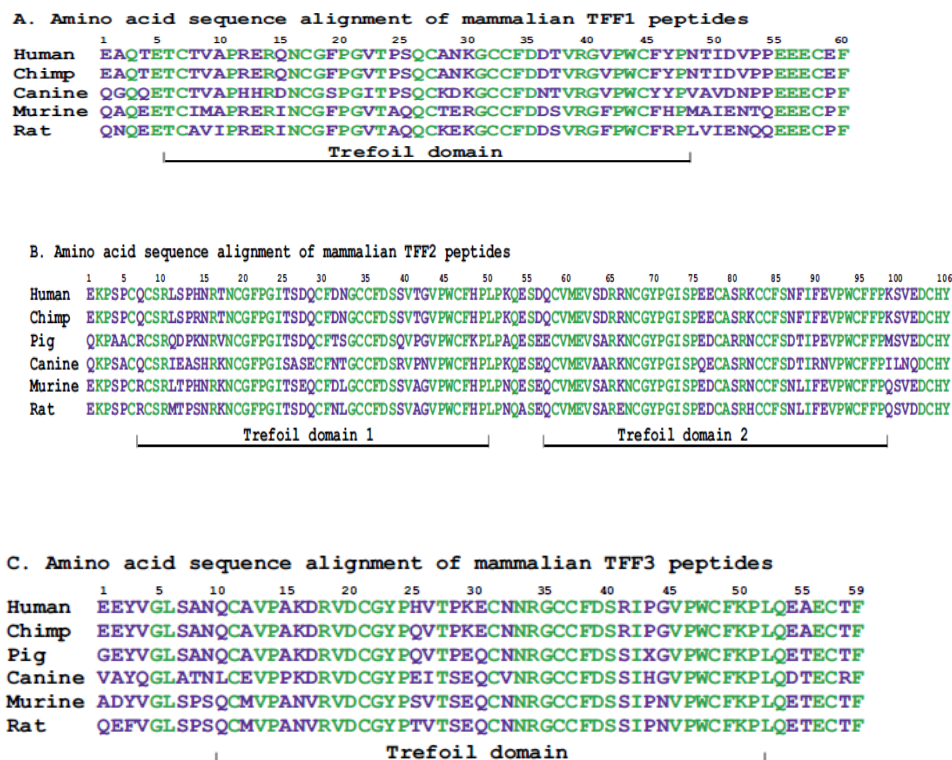 A. Amino acid sequence alignment of mammalian TFF1 peptides
1 5 10 15 20 25 30 35 40 45 50 55 60
Human EAQTETCTVAPRERQNCGFPGVTPSQCANKGCCFDDTVRGVPWCFYPNTIDVPPEEECEF
Chimp EAQTETCTVAPRERQNCGFPGVTPSQCANKGCCFDDTVRGVPWCFYPNTIDVPPEEECEF
Canine QGQQETCTVAPHHRDNCGSPGITPSQCKDKGCCFDNTVRGVPWCYYPVAVDNPPEEECPF
Murine QAQEETCIMAPRERINCGFPGVTAQQCTERGCCFDDSVRGFPWCFHPMAIENTQEEECPF
Rat QNQEETCAVIPRERINCGFPGVTAQQCKEKGCCFDDSVRGFPWCFRPLVIENQQEEECPF
Trefoil domain
B. Amino acid sequence alignment of mammalian TFF2 peptides
1 5 10 15 20 25 30 35 40 45 50 55 60 65 70 75 80 85 90 95 100 106
Human EKPSPCQCSRLSPHNRTNCGFPGITSDQCFDNGCCFDSSVTGVPWCFHPLPKQESDQCVMEVSDRRNCGYPGISPEECASRKCCFSNFIFEVPWCFFPKSVEDCHY
Chimp EKPSPCQCSRLSPRNRTNCGFPGITSDQCFDNGCCFDSSVTGVPWCFHPLPKQESDQCVMEVSDRRNCGYPGISPEECASRKCCFSNFIFEVPWCFFPKSVEDCHY
Pig QKPAACRCSRQDPKNRVNCGFPGITSDQCFTSGCCFDSQVPGVPWCFKPLPAQESEECVMEVSARKNCGYPGISPEDCARRNCCFSDTIPEVPWCFFPMSVEDCHY
Canine QKPSACQCSRIEASHRKNCGFPGISASECFNTGCCFDSRVPNVPWCFHPLPKQESEQCVMEVAARKNCGYPGISPQECASRNCCFSDTIRNVPWCFFPILNQDCHY
Murine EKPSPCRCSRLTPHNRKNCGFPGITSEQCFDLGCCFDSSVAGVPWCFHPLPNQESEQCVMEVSARKNCGYPGISPEDCASRNCCFSNLIFEVPWCFFPQSVEDCHY
Rat EKPSPCRCSRMTPSNRKNCGFPGITSDQCFNLGCCFDSSVAGVPWCFHPLPNQASEQCVMEVSARENCGYPGISPEDCASRHCCFSNLIFEVPWCFFPQSVDDCHY
Trefoil domain 1 Trefoil domain 2
C. Amino acid sequence alignment of mammalian TFF3 peptides
1 5 10 15 20 25 30 35 40 45 50 55 59
Human EEYVGLSANQCAVPAKDRVDCGYPHVTPKECNNRGCCFDSRIPGVPWCFKPLQEAECTF
Chimp EEYVGLSANQCAVPAKDRVDCGYPQVTPKECNNRGCCFDSRIPGVPWCFKPLQEAECTF
Pig GEYVGLSANQCAVPAKDRVDCGYPQVTPEQCNNRGCCFDSSIXGVPWCFKPLQETECTF
Canine VAYQGLATNLCEVPPKDRVDCGYPEITSEQCVNRGCCFDSSIHGVPWCFKPLQDTECRF
Murine ADYVGLSPSQCMVPANVRVDCGYPSVTSEQCNNRGCCFDSSIPNVPWCFKPLQETECTF
Rat QEFVGLSPSQCMVPANVRVDCGYPTVTSEQCNNRGCCFDSSIPNVPWCFKPLQETECTF
Trefoil domain